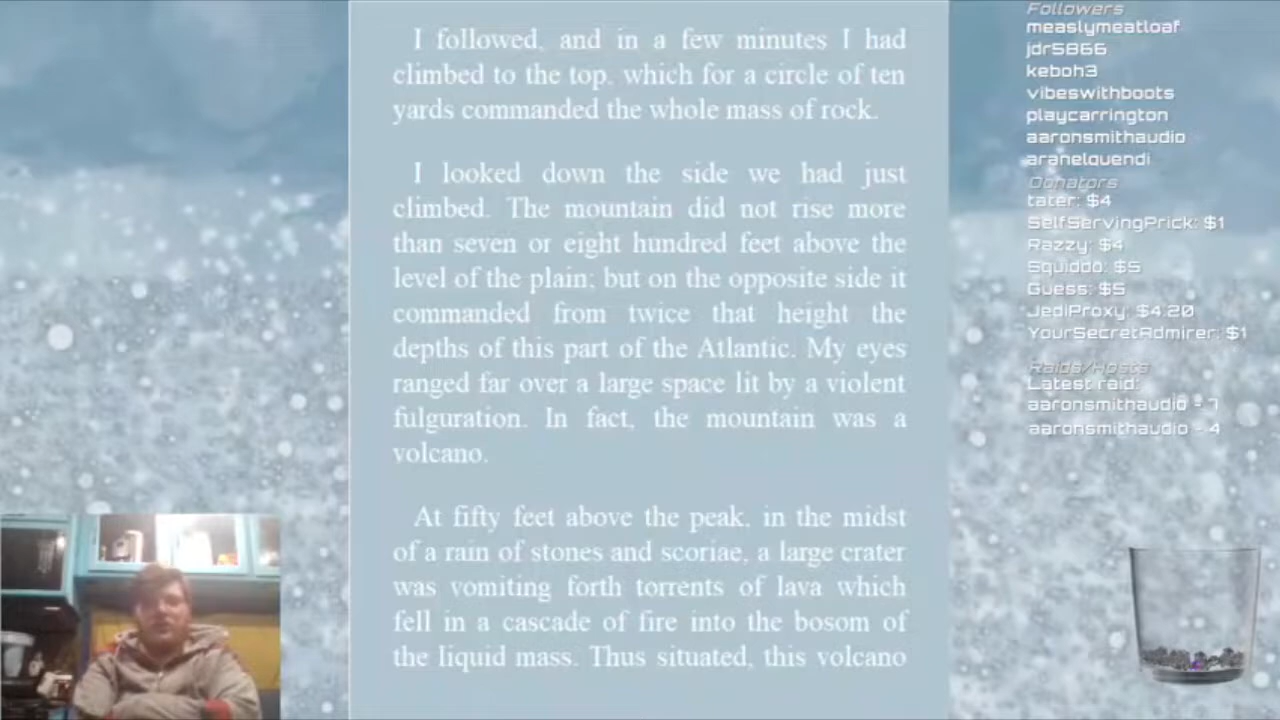 I followed, and in a few minutes I had
climbed to the top, which for a circle of ten
yards commanded the whole mass of rock.
I looked down the side we had just
climbed. The mountain did not rise more
than seven or eight hundred feet above the
level of the plain; but on the opposite side it
commanded from twice that height the
depths of this part of the Atlantic. My eyes
ranged far over a large space lit by a violent
fulguration. In fact, the mountain was a
volcano.
At fifty feet above the peak, in the midst
of a rain of stones and scoriae, a large crater
was vomiting forth torrents of lava which
fell in a cascade of fire into the bosom of
the liquid mass. Thus situated, this volcano
Followers
measlymeatloaf
jdr5866
keboh3
vibeswithboots
playcarrington
aaronsmithaudio
aranelquendi
Donators
tater: $4
SelfServingPrick: $1
Razzy: $4
Squiddo: $5
Guess: $5
JediProxy: $4.20
YourSecretAdmirer: $1
Raids/Hosts
Latest raid:
aaronsmithaudio - 7
aaronsmithaudio - 4